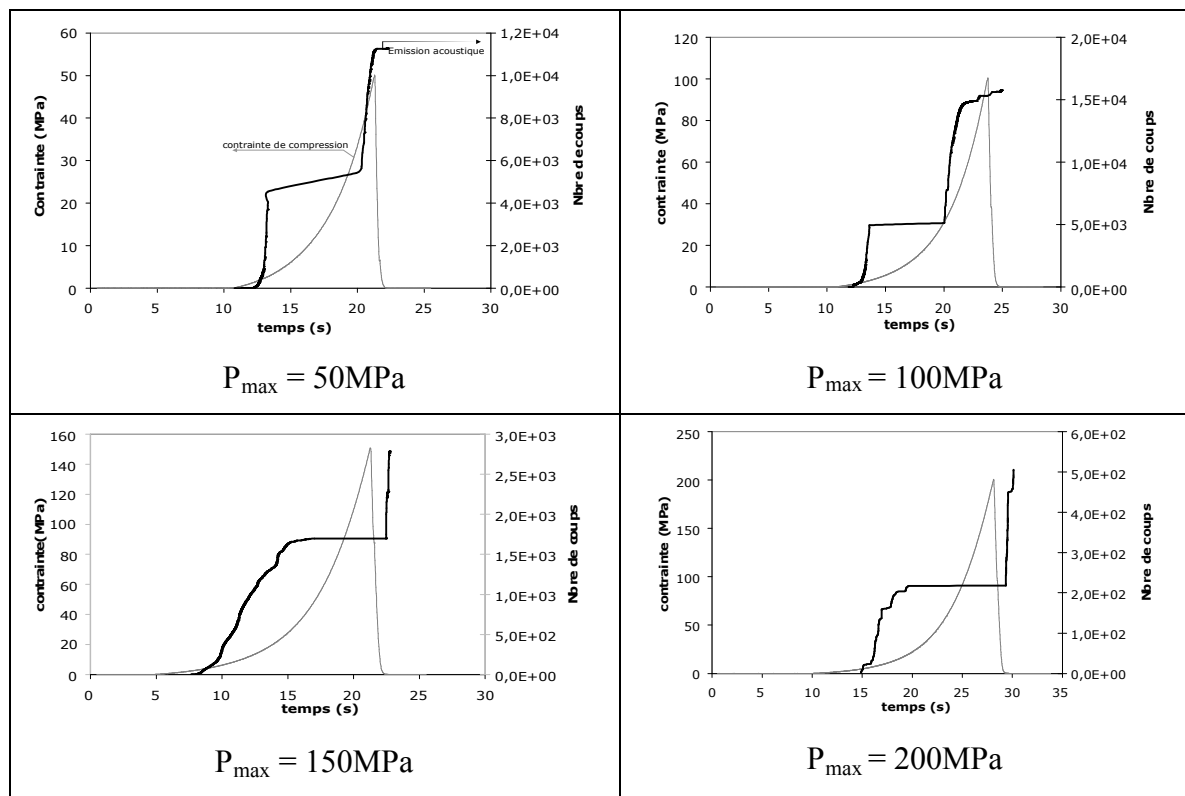 60
50
40
30
20
10
0
Contrainte (MPa)
1,2E+04
1,0E+04
8,0E+03
6,0E+03
4,0E+03
2,0E+03
0,0E+00
Nbre de coups
Emission acoustique
contrainte de compression
0 5 10 15 20 25 30
temps (s)
Pmax = 50MPa
120
100
80
60
40
20
0
contrainte (MPa)
2,0E+04
1,5E+04
1,0E+04
5,0E+03
0,0E+00
Nbre de coups
0 5 10 15 20 25 30
temps (s)
Pmax = 100MPa
160
140
120
100
80
60
40
20
0
contrainte(MPa)
3,0E+03
2,5E+03
2,0E+03
1,5E+03
1,0E+03
5,0E+02
0,0E+00
Nbre de coups
0 5 10 15 20 25 30
temps (s)
Pmax = 150MPa
250
200
150
100
50
0
contrainte (MPa)
6,0E+02
5,0E+02
4,0E+02
3,0E+02
2,0E+02
1,0E+02
0,0E+00
Nbre de coups
0 5 10 15 20 25 30 35
temps (s)
Pmax = 200MPa